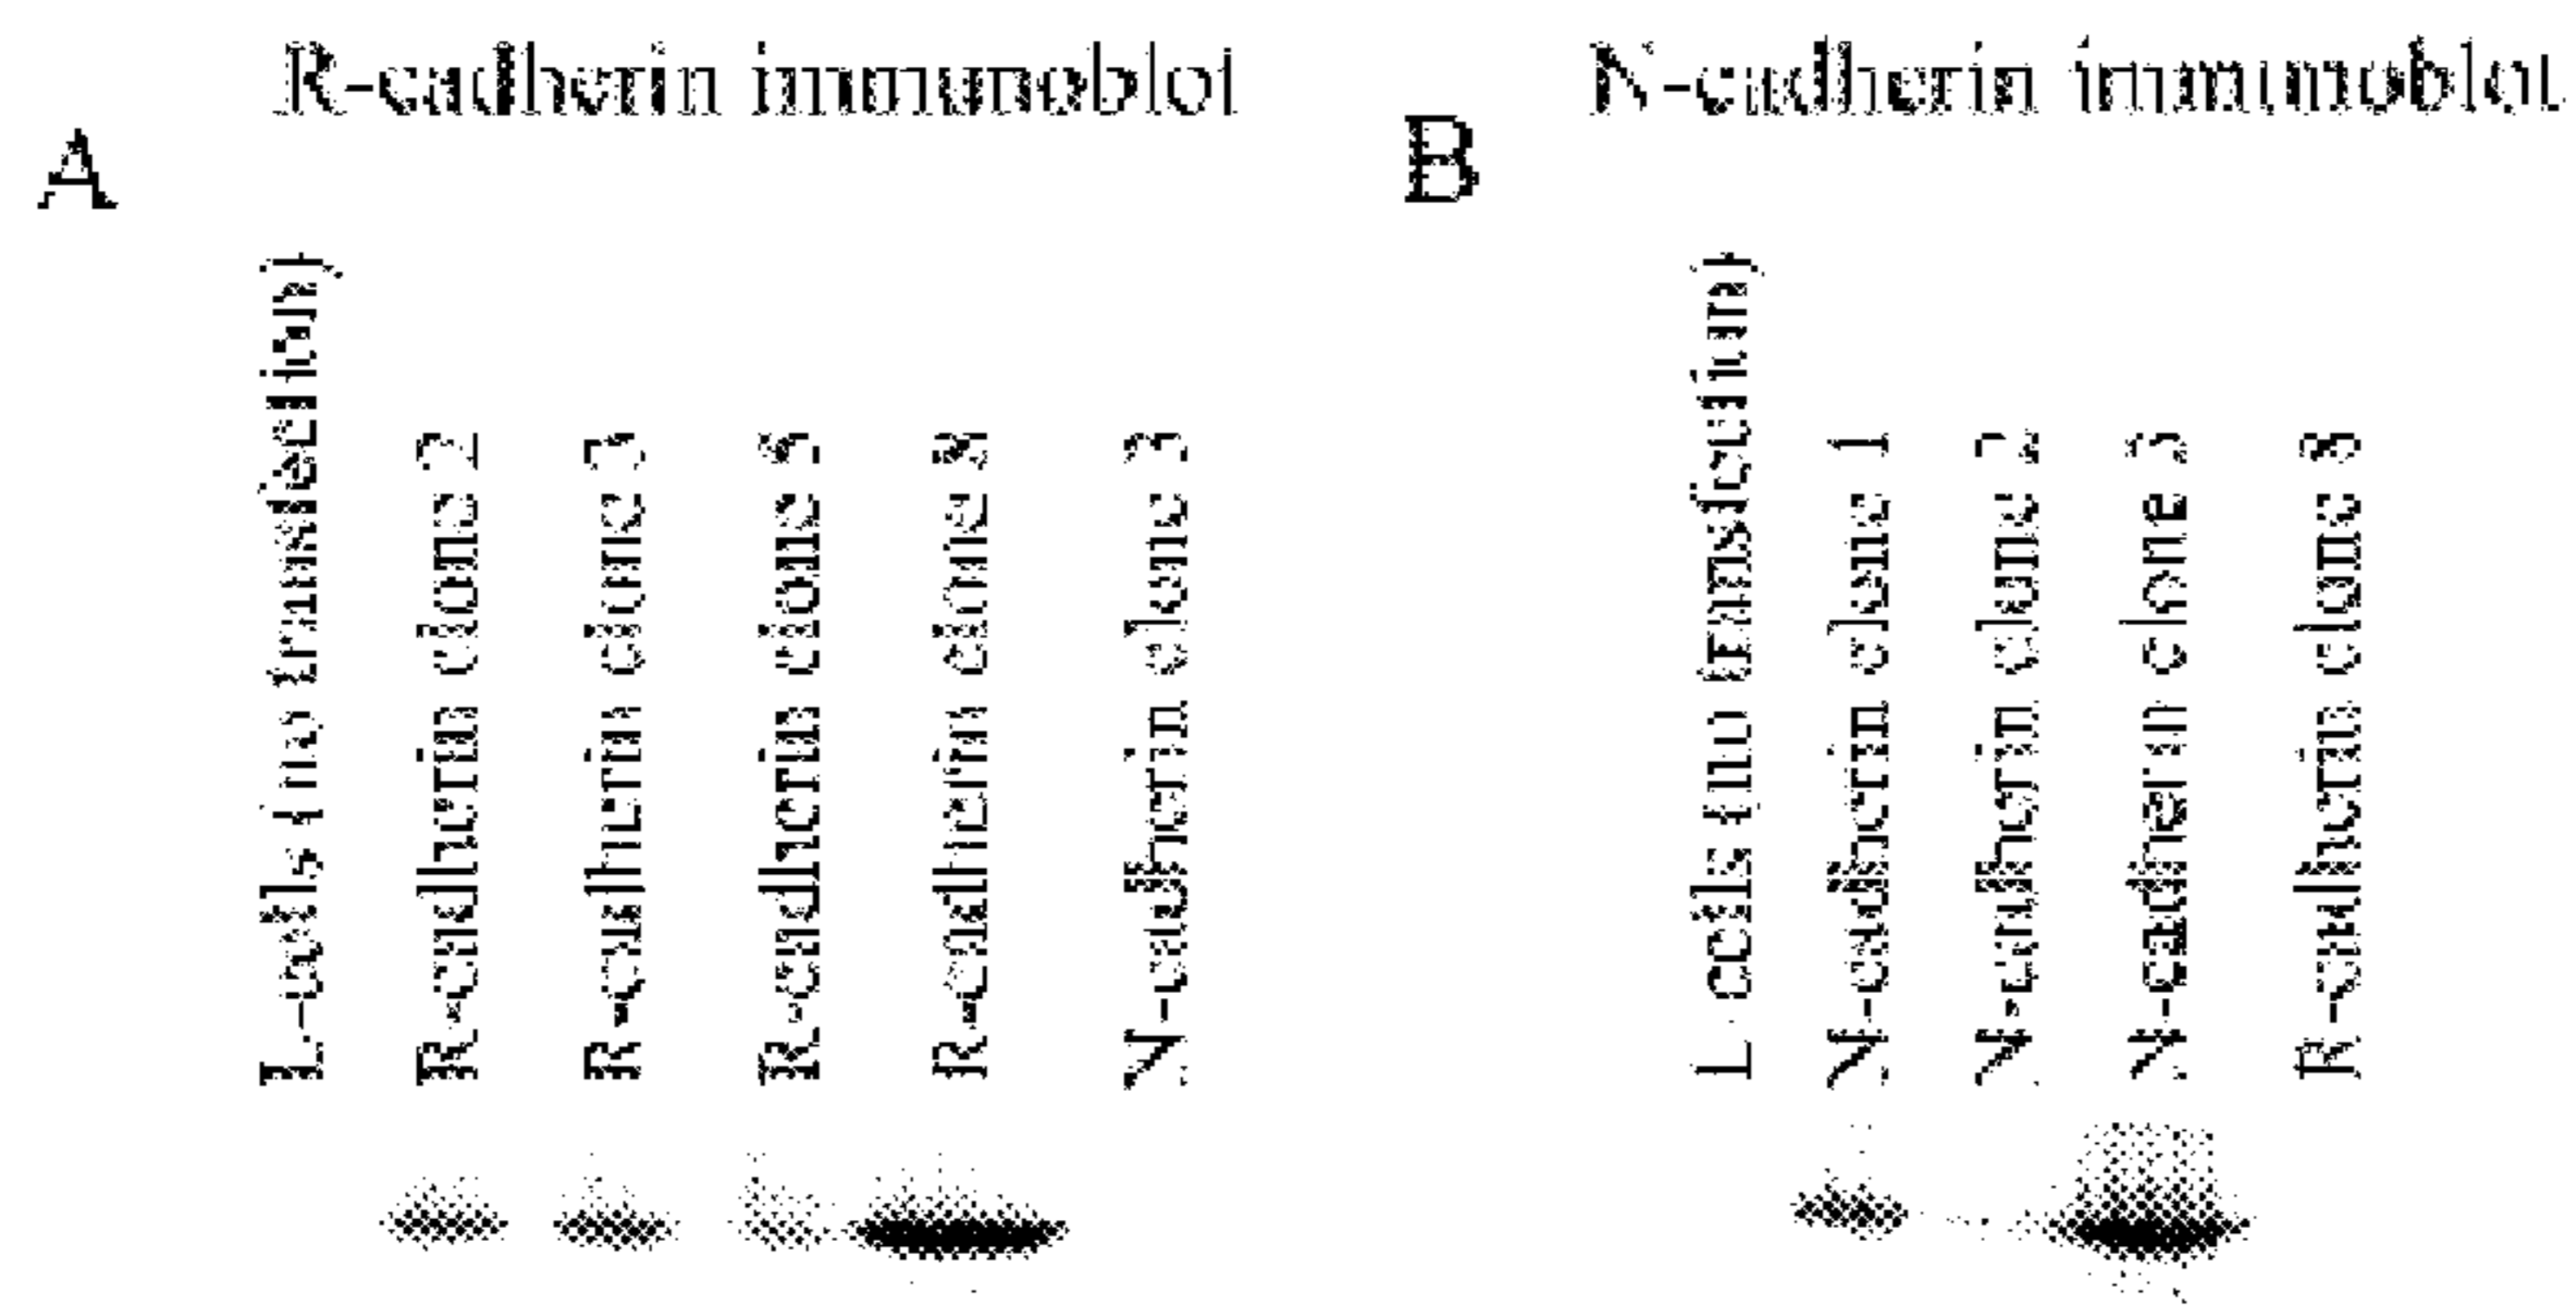 R-cadherin immunoblot
A
L-cells (no transfection)
R-cadherin clone 2
R-cadherin clone 3
R-cadherin clone 5
R-cadherin clone 8
N-cadherin clone 3
N-cadherin immunoblot
B
L cells (no transfection)
N-cadherin clone 1
N-cadherin clone 2
N-cadherin clone 3
R-cadherin clone 8